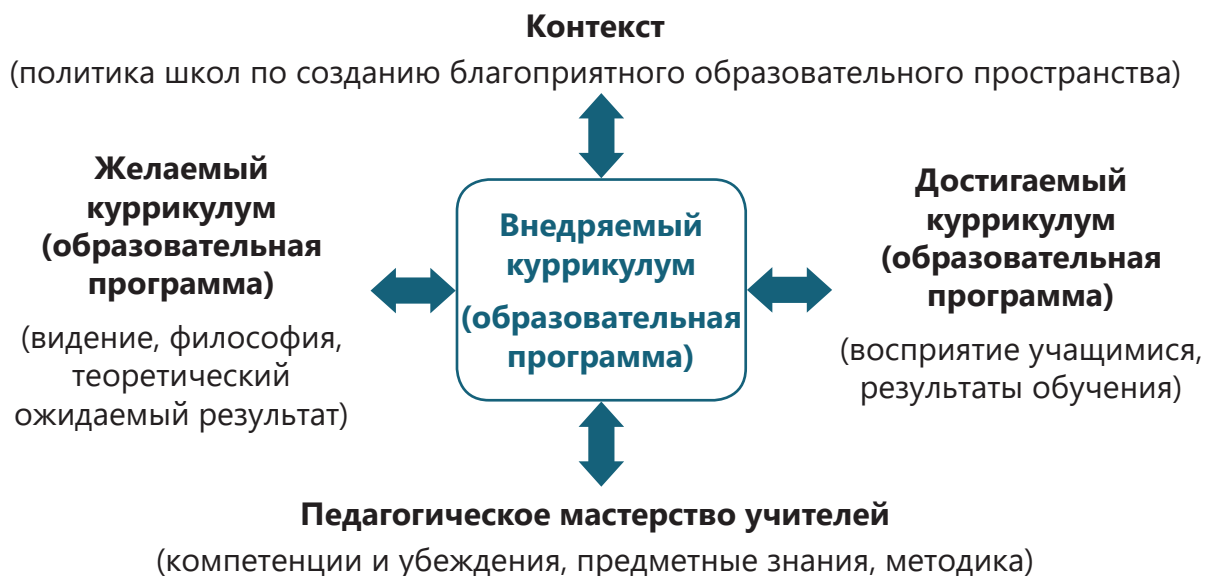 Контекст
(политика школ по созданию благоприятного образовательного пространства)
Желаемый
куррикулум
(образовательная
программа)
(видение, философия,
теоретический
ожидаемый результат)
Внедряемый
куррикулум
(образовательная
программа)
Достигаемый
куррикулум
(образовательная
программа)
(восприятие учащимися,
результаты обучения)
Педагогическое мастерство учителей
(компетенции и убеждения, предметные знания, методика)